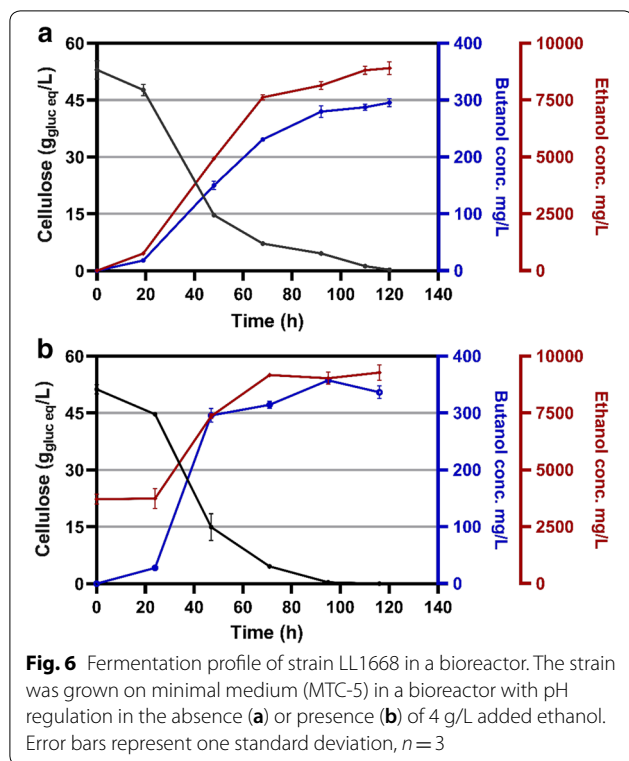 a
60
45
30
15
0
Cellulose (g gluc eq/L)
0 20 40 60 80 100 120 140
Time (h)
400
300
200
100
0
Butanol conc. mg/L
10000
7500
5000
2500
0
Ethanol conc. mg/L
b
60
45
30
15
0
Cellulose (g gluc eq/L)
0 20 40 60 80 100 120 140
Time (h)
400
300
200
100
0
Butanol conc. mg/L
10000
7500
5000
2500
0
Ethanol conc. mg/L
Fig. 6 Fermentation profile of strain LL1668 in a bioreactor. The strain
was grown on minimal medium (MTC-5) in a bioreactor with pH
regulation in the absence (a) or presence (b) of 4 g/L added ethanol.
Error bars represent one standard deviation, n = 3